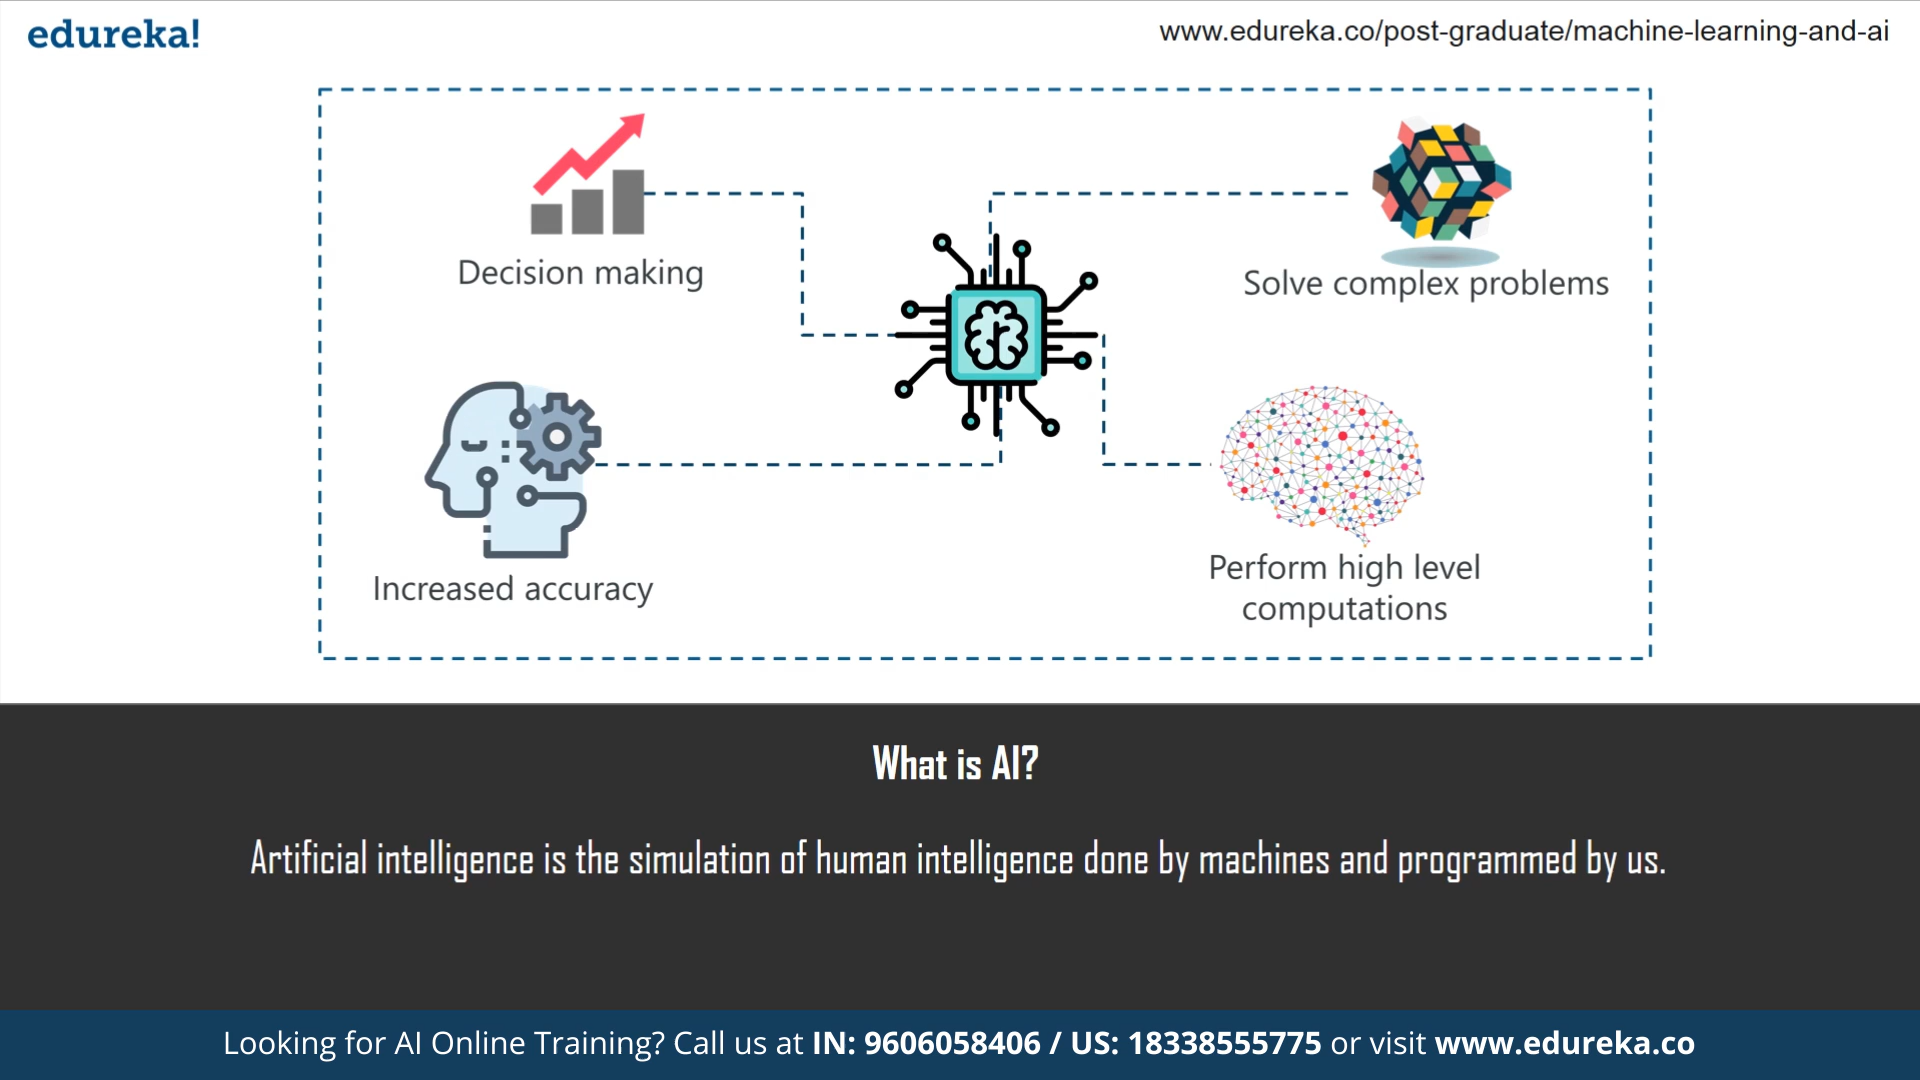 edureka!
www.edureka.co/post-graduate/machine-learning-and-ai
Decision making
Solve complex problems
Increased accuracy
Perform high level
computations
What is AI?
Artificial intelligence is the simulation of human intelligence done by machines and programmed by us.
Looking for AI Online Training? Call us at IN: 9606058406 / US: 18338555775 or visit www.edureka.co